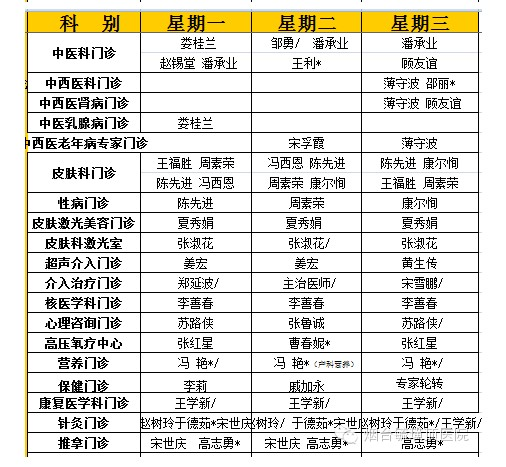 科 别 星期一 星期二 星期三
中医科门诊
娄桂兰 邹勇/ 潘承业 潘承业
赵锡堂 潘承业 王利* 顾友谊
中西医科门诊 薄守波 邵丽*
中西医肾病门诊 薄守波 顾友谊
中医乳腺病门诊 娄桂兰
中西医老年病专家门诊 宋孚霞 薄守波
皮肤科门诊
王福胜 周素荣 冯西恩 陈先进 陈先进 康尔恂
陈先进 冯西恩 周素荣 康尔恂 王福胜 周素荣
性病门诊 陈先进 周素荣 康尔恂
皮肤激光美容门诊 夏秀娟 夏秀娟 夏秀娟
皮肤科激光室 张淑花 张淑花/ 张淑花
超声介入门诊 姜宏 姜宏 黄生传
介入治疗门诊 郑延波/ 主治医师/ 宋雪鹏/
核医学科门诊 李善春 李善春 李善春
心理咨询门诊 苏路侠 张鲁诚 苏路侠/
高压氧疗中心 张红星 曹春妮* 张红星
营养门诊 冯 艳*/ 冯 艳*（产科营养） 冯 艳*/
保健门诊 李莉 戚加永 专家轮转
康复医学科门诊 王学新/ 王学新/ 王学新/
针灸门诊 赵树玲于德茹*宋世庆 赵树玲/ 于德茹*宋世 赵树玲于德茹*/王学新/
推拿门诊 宋世庆 高志勇* 宋世庆 高志勇* 高志勇*